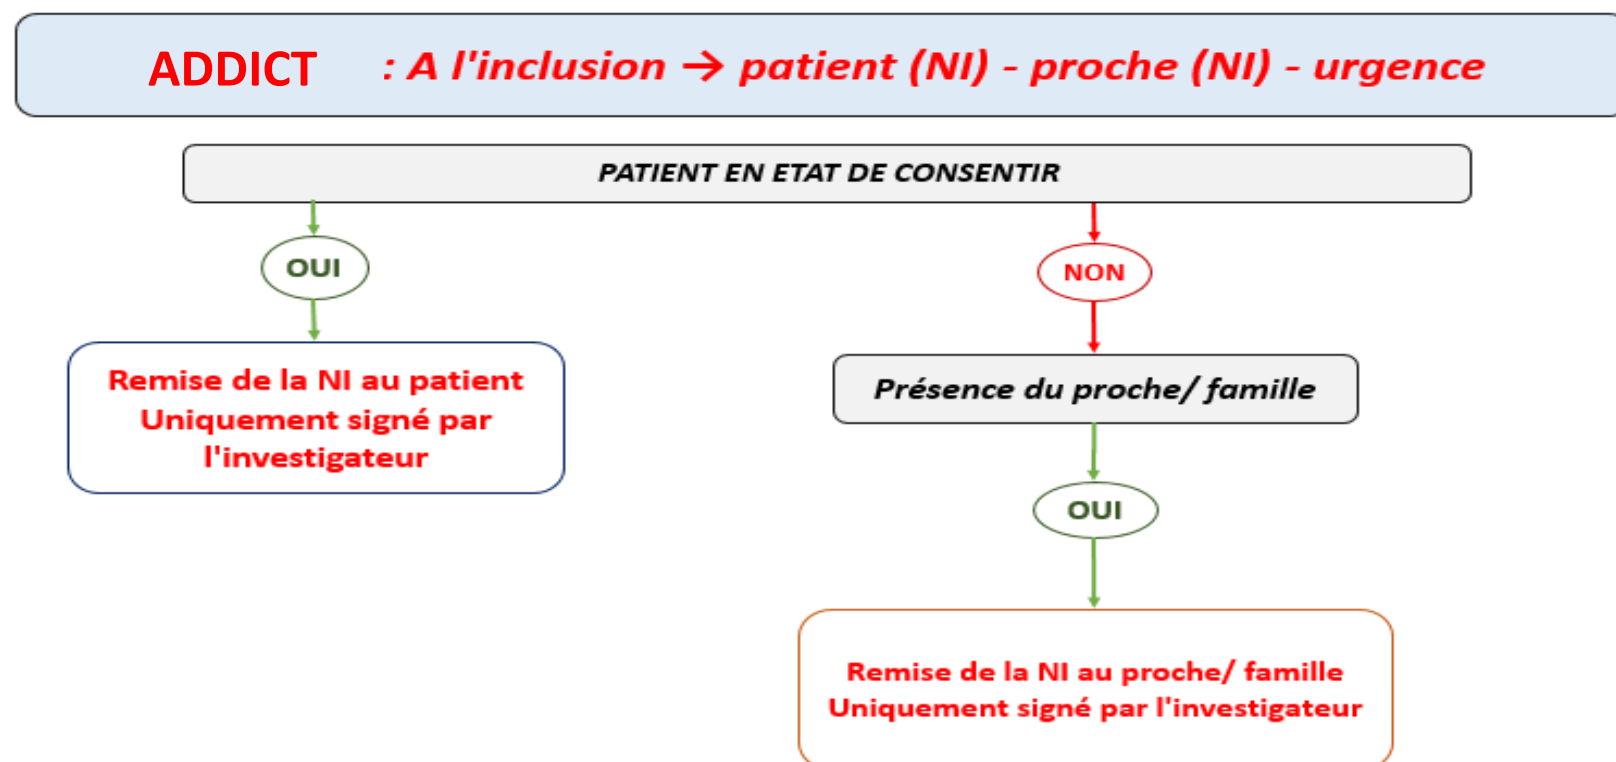 ADDICT : A l'inclusion → patient (NI) - proche (NI) - urgence
PATIENT EN ETAT DE CONSENTIR
OUI
NON
Remise de la NI au patient
Uniquement signé par
l'investigateur
Présence du proche/ famille
OUI
Remise de la NI au proche/ famille
Uniquement signé par l'investigateur